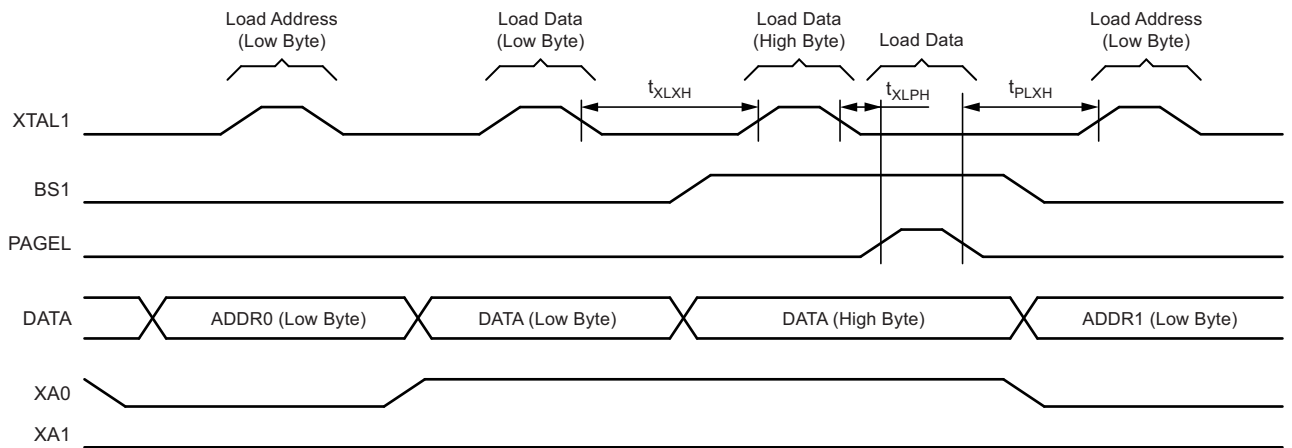 Load Address
(Low Byte)
Load Data
(Low Byte)
Load Data
(High Byte)
Load Data
Load Address
(Low Byte)
tXLXH
tXLPH
tPLXH
XTAL1
BS1
PAGEL
DATA
ADDR0 (Low Byte)
DATA (Low Byte)
DATA (High Byte)
ADDR1 (Low Byte)
XA0
XA1